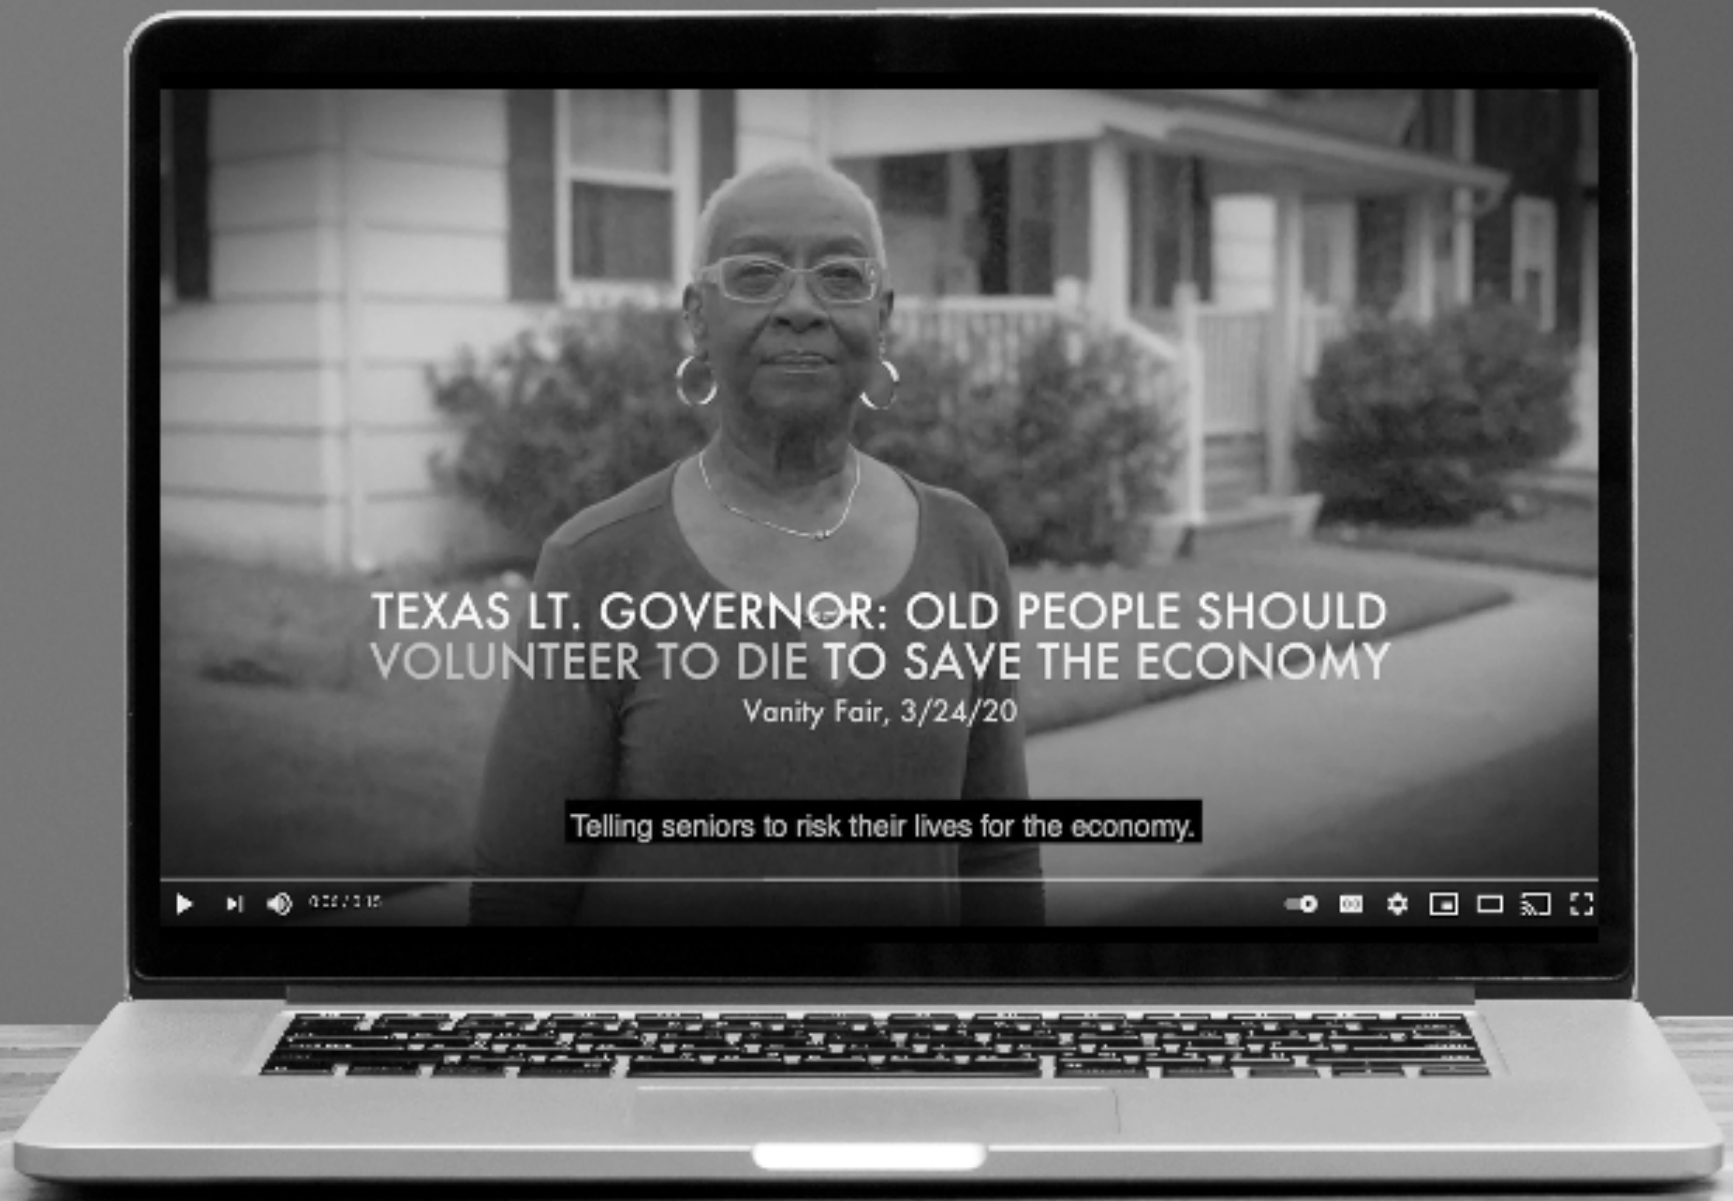 TEXAS LT. GOVERNOR: OLD PEOPLE SHOULD
VOLUNTEER TO DIE TO SAVE THE ECONOMY
Vanity Fair, 3/24/20
Telling seniors to risk their lives for the economy.